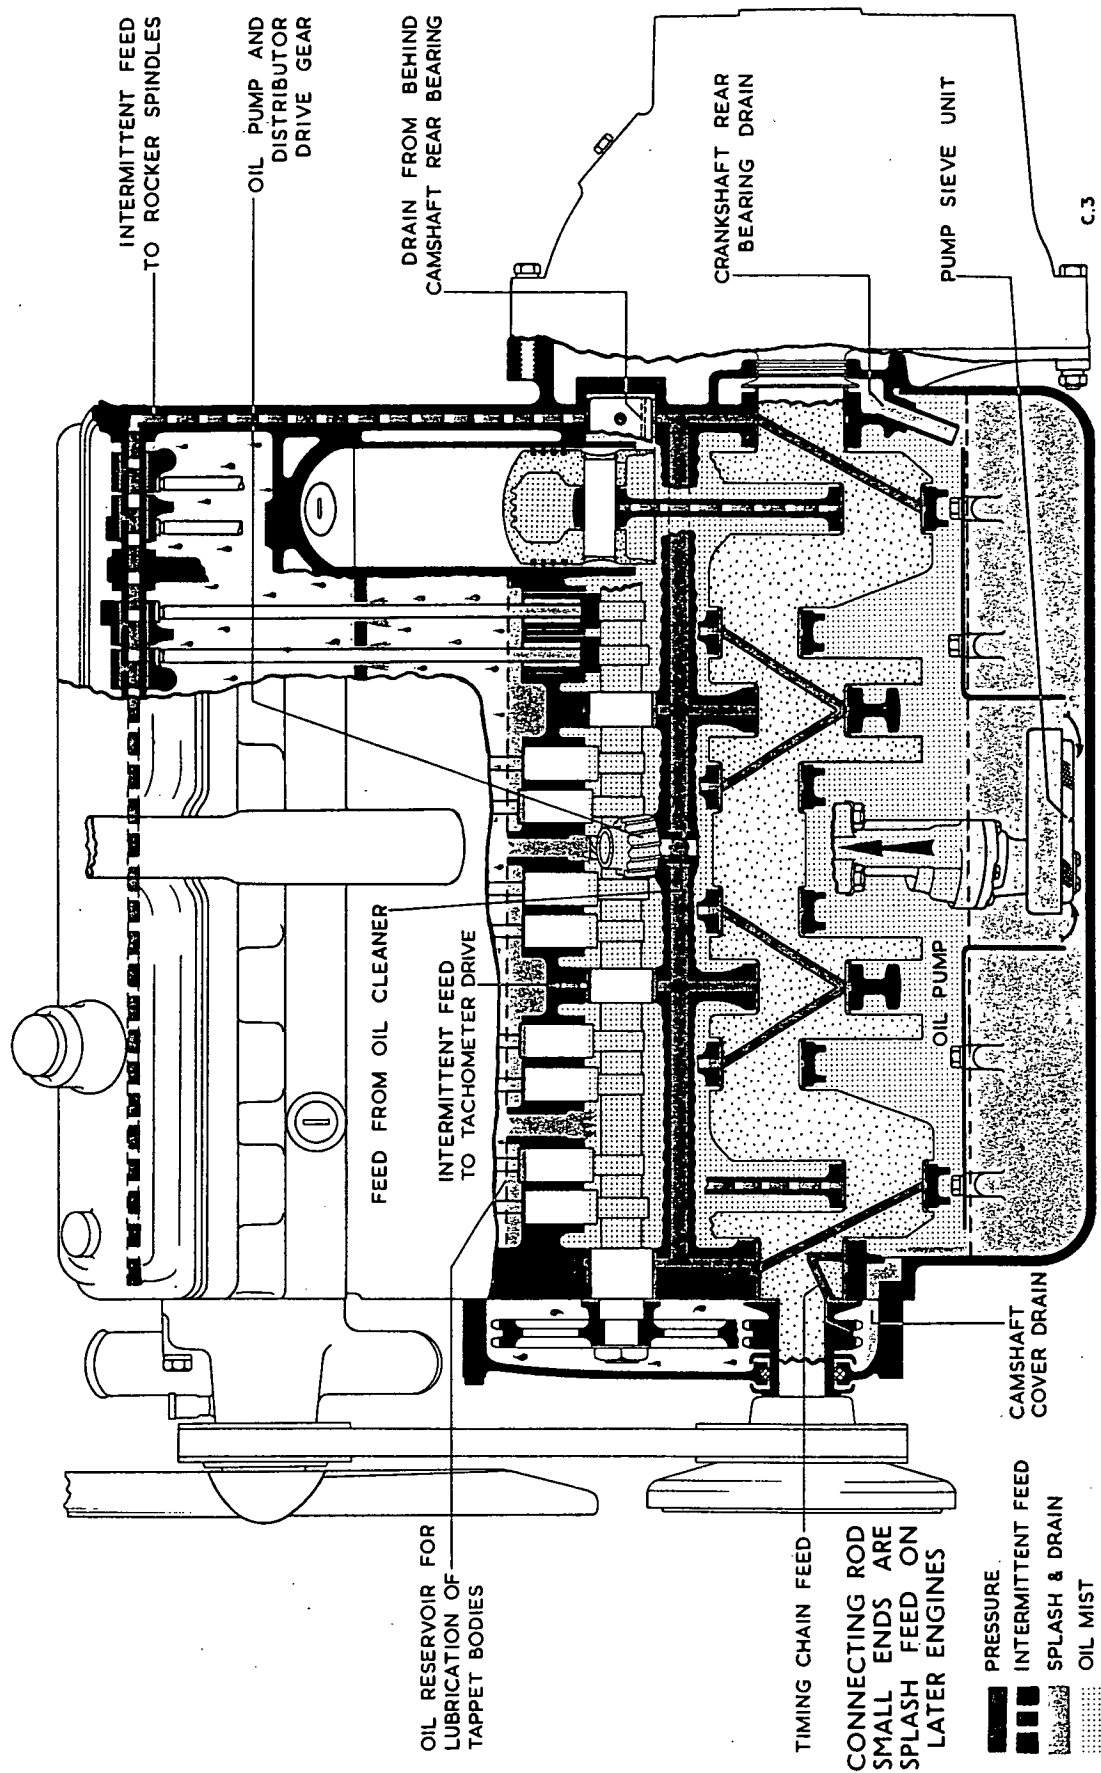 INTERMITTENT FEED
TO ROCKER SPINDLES
OIL PUMP AND
DISTRIBUTOR
DRIVE GEAR
DRAIN FROM BEHIND
CAMSHAFT REAR BEARING
CRANKSHAFT REAR
BEARING DRAIN
PUMP SIEVE UNIT
C.3
FEED FROM OIL CLEANER
INTERMITTENT FEED
TO TACHOMETER DRIVE
OIL PUMP
OIL RESERVOIR FOR
LUBRICATION OF
TAPPET BODIES
TIMING CHAIN FEED
CAMSHAFT
COVER DRAIN
CONNECTING ROD
SMALL ENDS ARE
SPLASH FEED ON
LATER ENGINES
PRESSURE
INTERMITTENT FEED
SPLASH & DRAIN
OIL MIST